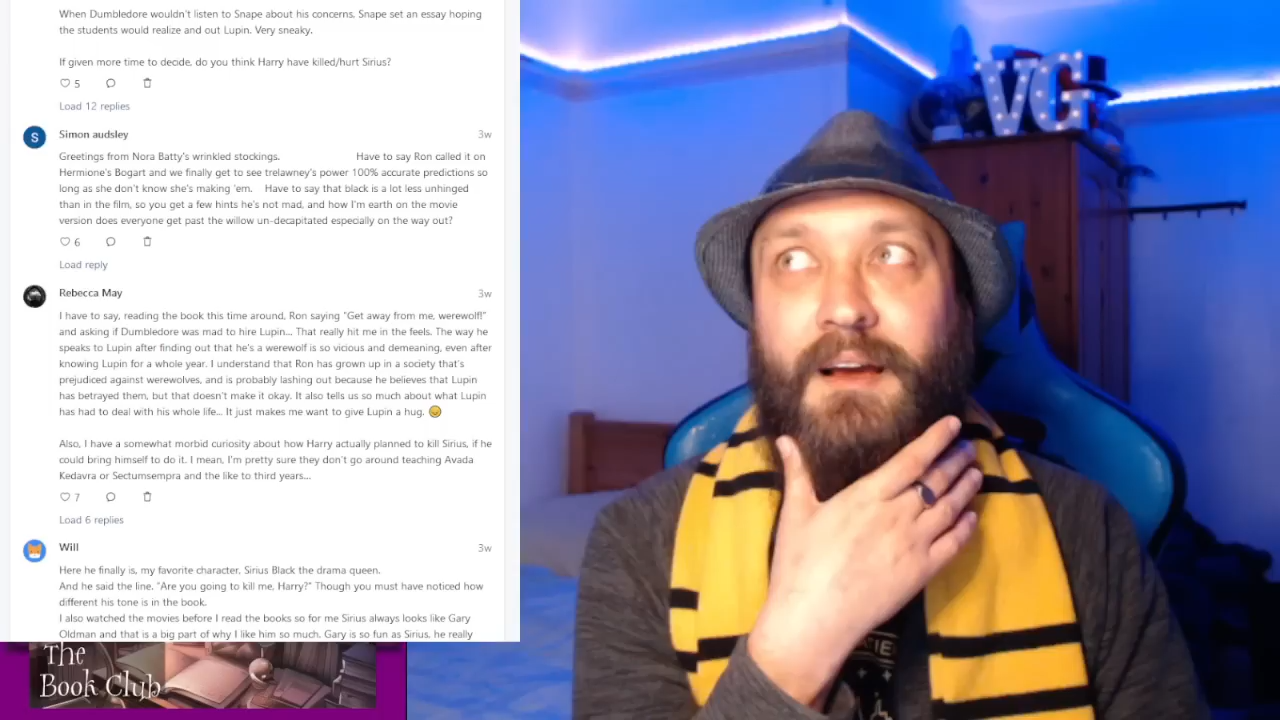 When Dumbledore wouldn't listen to Snape about his concerns, Snape set an essay hoping
the students would realize and out Lupin. Very sneaky.
If given more time to decide, do you think Harry have killed/hurt Sirius?
5
Load 12 replies
S
Simon audsley
3w
Greetings from Nora Batty's wrinkled stockings. Have to say Ron called it on
Hermione's Bogart and we finally get to see trelawney's power 100% accurate predictions so
long as she don't know she's making 'em. Have to say that black is a lot less unhinged
than in the film, so you get a few hints he's not mad, and how I'm earth on the movie
version does everyone get past the willow un-decapitated especially on the way out?
6
Load reply
Rebecca May
3w
I have to say, reading the book this time around, Ron saying "Get away from me, werewolf!"
and asking if Dumbledore was mad to hire Lupin... That really hit me in the feels. The way he
speaks to Lupin after finding out that he's a werewolf is so vicious and demeaning, even after
knowing Lupin for a whole year. I understand that Ron has grown up in a society that's
prejudiced against werewolves, and is probably lashing out because he believes that Lupin
has betrayed them, but that doesn't make it okay. It also tells us so much about what Lupin
has had to deal with his whole life... It just makes me want to give Lupin a hug.
Also, I have a somewhat morbid curiosity about how Harry actually planned to kill Sirius, if he
could bring himself to do it. I mean, I'm pretty sure they don't go around teaching Avada
Kedavra or Sectumsempra and the like to third years...
7
Load 6 replies
Will
3w
Here he finally is, my favorite character, Sirius Black the drama queen.
And he said the line. "Are you going to kill me, Harry?" Though you must have noticed how
different his tone is in the book.
I also watched the movies before I read the books so for me Sirius always looks like Gary
Oldman and that is a big part of why I like him so much. Gary is so fun as Sirius, he really
The
Book Club
VG